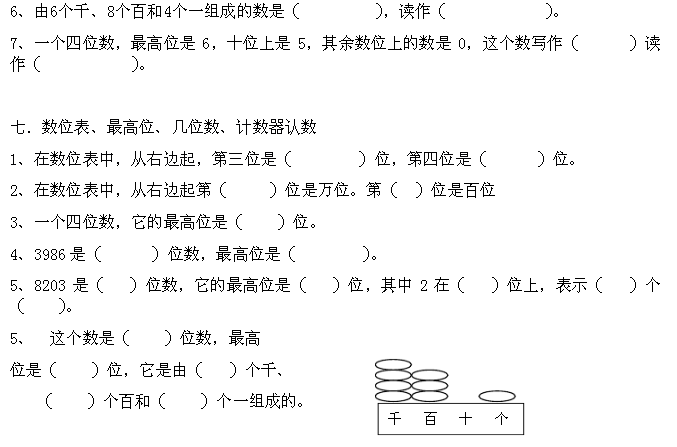 6、由6个千、8个百和4个一组成的数是（　　　　），读作（　　　　　）。
7、一个四位数，最高位是 6，十位上是 5，其余数位上的数是 0，这个数写作（　　　）读
作（　　　　　）。
七．数位表、最高位、几位数、计数器认数
1、在数位表中，从右边起，第三位是（　　　　）位，第四位是（　　　）位。
2、在数位表中，从右边起第（　　）位是万位。第（　）位是百位
3、一个四位数，它的最高位是（　　）位。
4、3986 是（　　　）位数，最高位是（　　　　）。
5、8203 是（　）位数，它的最高位是（　）位，其中 2 在（　）位上，表示（　）个
（　　）。
5、　这个数是（　　）位数，最高
位是（　　）位，它是由（　）个千、
（　　）个百和（　　）个一组成的。
千 百 十 个